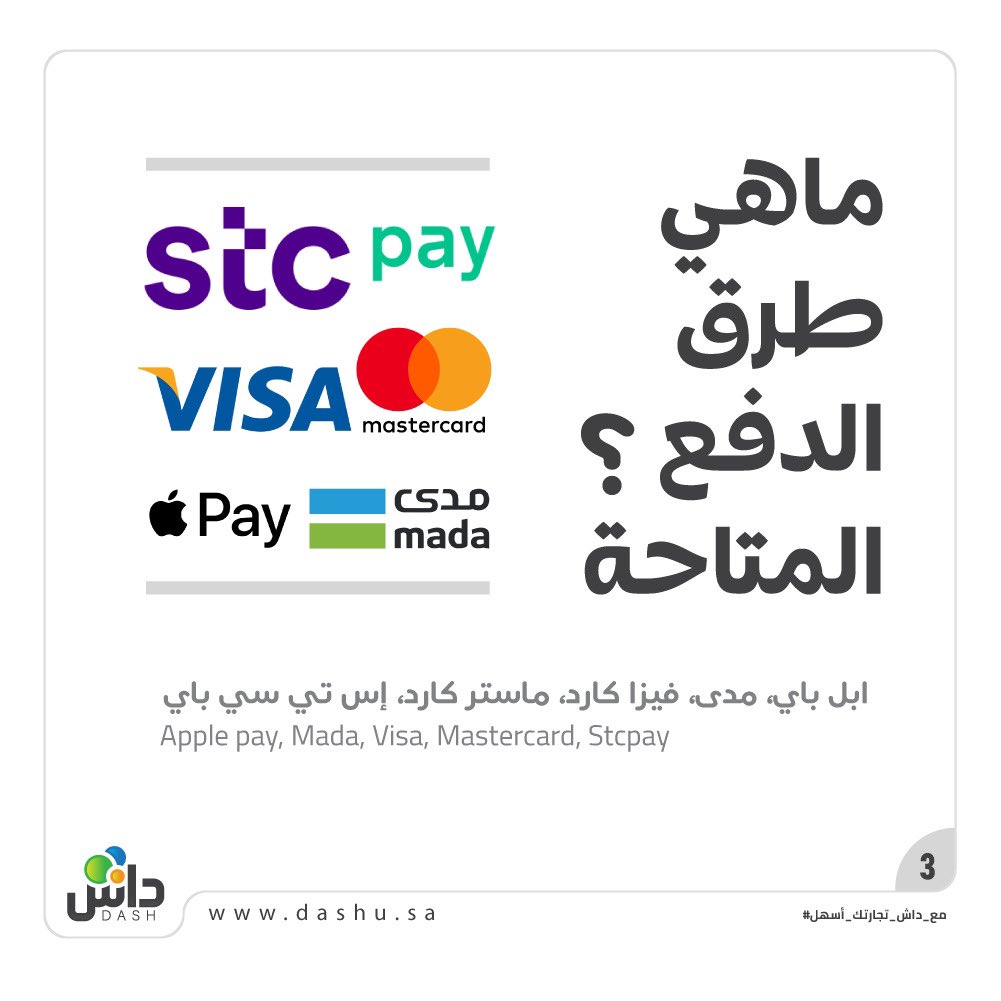 ماهي
طرق
الدفع ؟
المتاحة
stc pay
VISA
mastercard
Pay
مدى
mada
ابل باي، مدى، فيزا كارد، ماستر كارد، إس تي سي باي
Apple pay, Mada, Visa, Mastercard, Stcpay
3
داش
DASH
www.dashu.sa
#مع_داش_تجارتك_أسهل